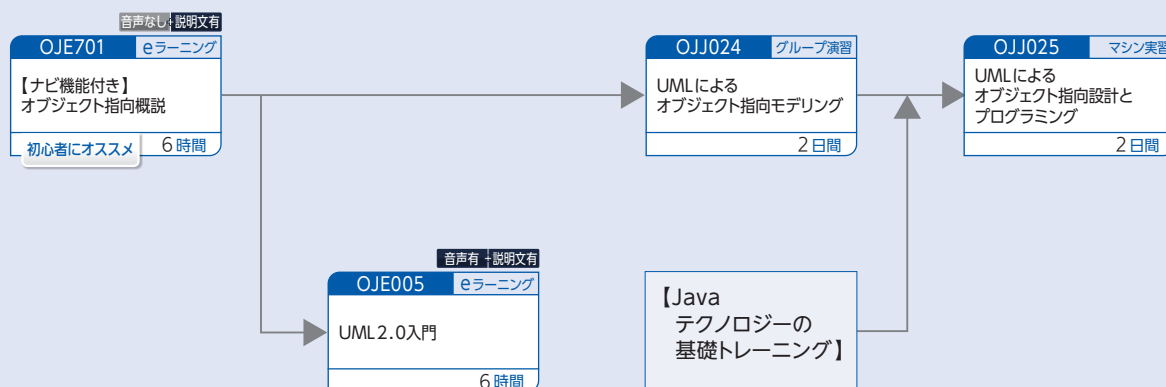 音声なし 説明文有
OJE701 eラーニング
【ナビ機能付き】
オブジェクト指向概説
初心者にオススメ 6時間
OJJ024 グループ演習
UMLによる
オブジェクト指向モデリング
2日間
OJJ025 マシン実習
UMLによる
オブジェクト指向設計と
プログラミング
2日間
音声有 説明文有
OJE005 eラーニング
UML2.0入門
6時間
【Java
テクノロジーの
基礎トレーニング】